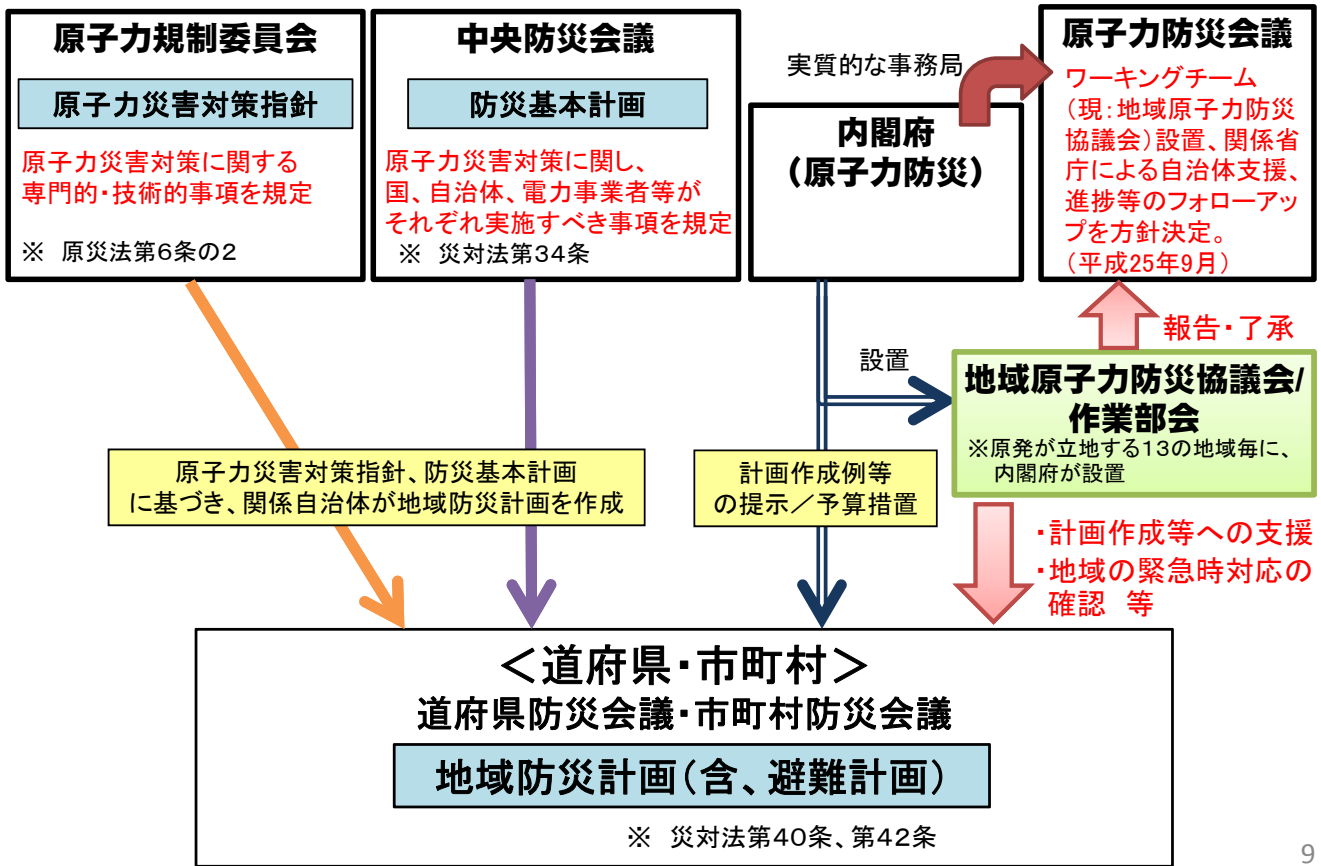 原子力規制委員会
原子力災害対策指針
原子力災害対策に関する
専門的・技術的事項を規定
※ 原災法第6条の2
中央防災会議
防災基本計画
原子力災害対策に関し、
国、自治体、電力事業者等が
それぞれ実施すべき事項を規定
※ 災対法第34条
実質的な事務局
内閣府
(原子力防災)
原子力防災会議
ワーキングチーム
(現:地域原子力防災
協議会)設置、関係省
庁による自治体支援、
進捗等のフォローアッ
プを方針決定。
(平成25年9月)
報告・了承
設置
地域原子力防災協議会/
作業部会
※原発が立地する13の地域毎に、
内閣府が設置
原子力災害対策指針、防災基本計画
に基づき、関係自治体が地域防災計画を作成
計画作成例等
の提示／予算措置
・計画作成等への支援
・地域の緊急時対応の
確認 等
＜道府県・市町村＞
道府県防災会議・市町村防災会議
地域防災計画(含、避難計画)
※ 災対法第40条、第42条
9